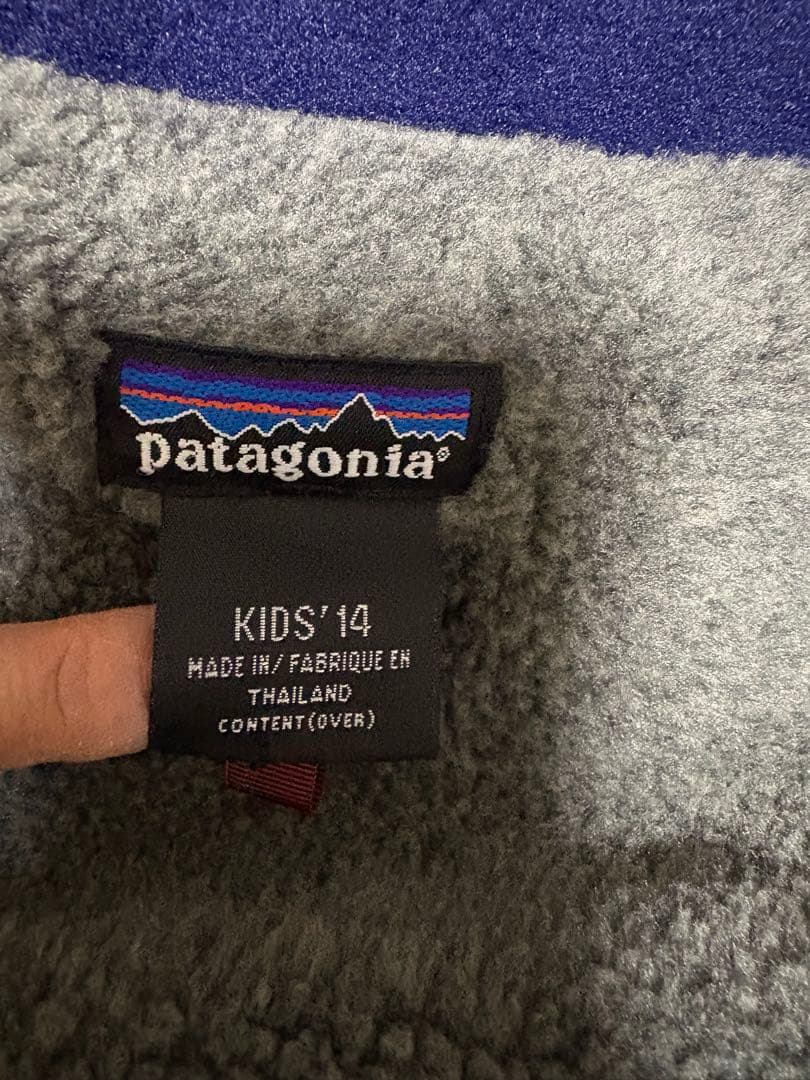 patagonia®
KIDS' 14
MADE IN/ FABRIQUE EN
THAILAND
CONTENT(OVER)